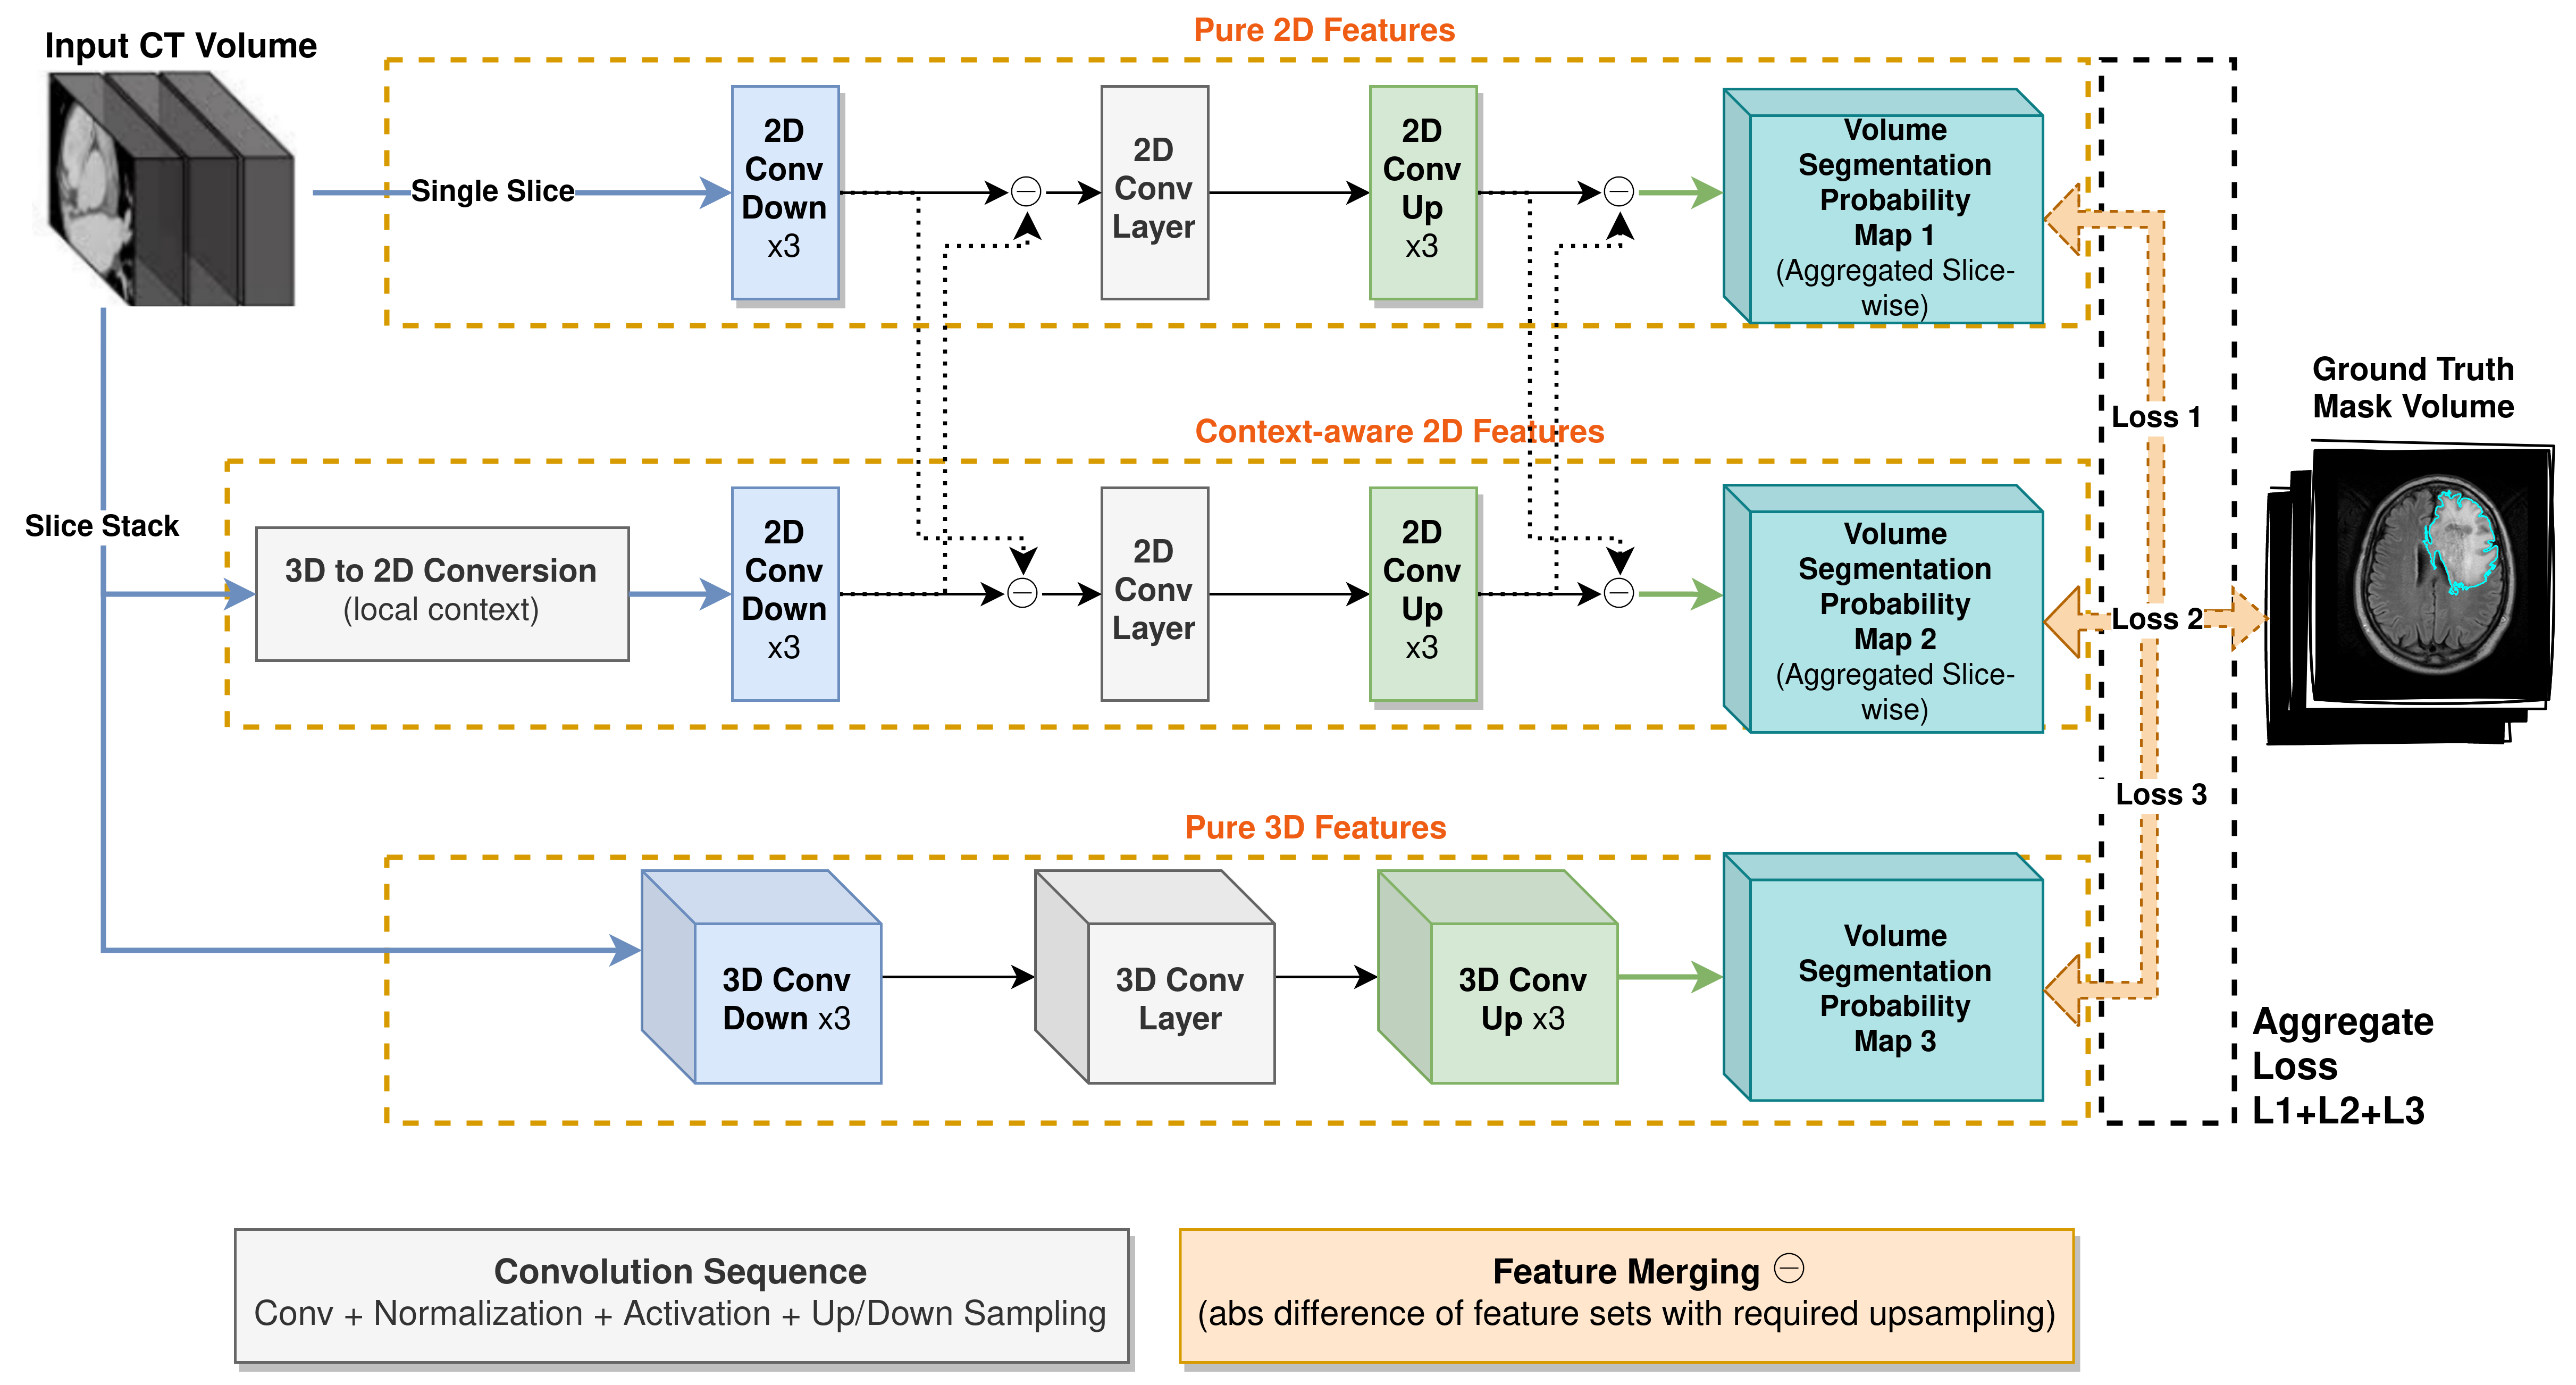 Input CT Volume
Pure 2D Features
Single Slice
2D
Conv
Down
x3
2D
Conv
Layer
2D
Conv
Up
x3
Volume
Segmentation
Probability
Map 1
(Aggregated Slice-
wise)
Slice Stack
Context-aware 2D Features
3D to 2D Conversion
(local context)
2D
Conv
Down
x3
2D
Conv
Layer
2D
Conv
Up
x3
Volume
Segmentation
Probability
Map 2
(Aggregated Slice-
wise)
Loss 1
Loss 2
Loss 3
Ground Truth
Mask Volume
Pure 3D Features
3D Conv
Down x3
3D Conv
Layer
3D Conv
Up x3
Volume
Segmentation
Probability
Map 3
Aggregate
Loss
L1+L2+L3
Convolution Sequence
Conv + Normalization + Activation + Up/Down Sampling
Feature Merging ⊖
(abs difference of feature sets with required upsampling)